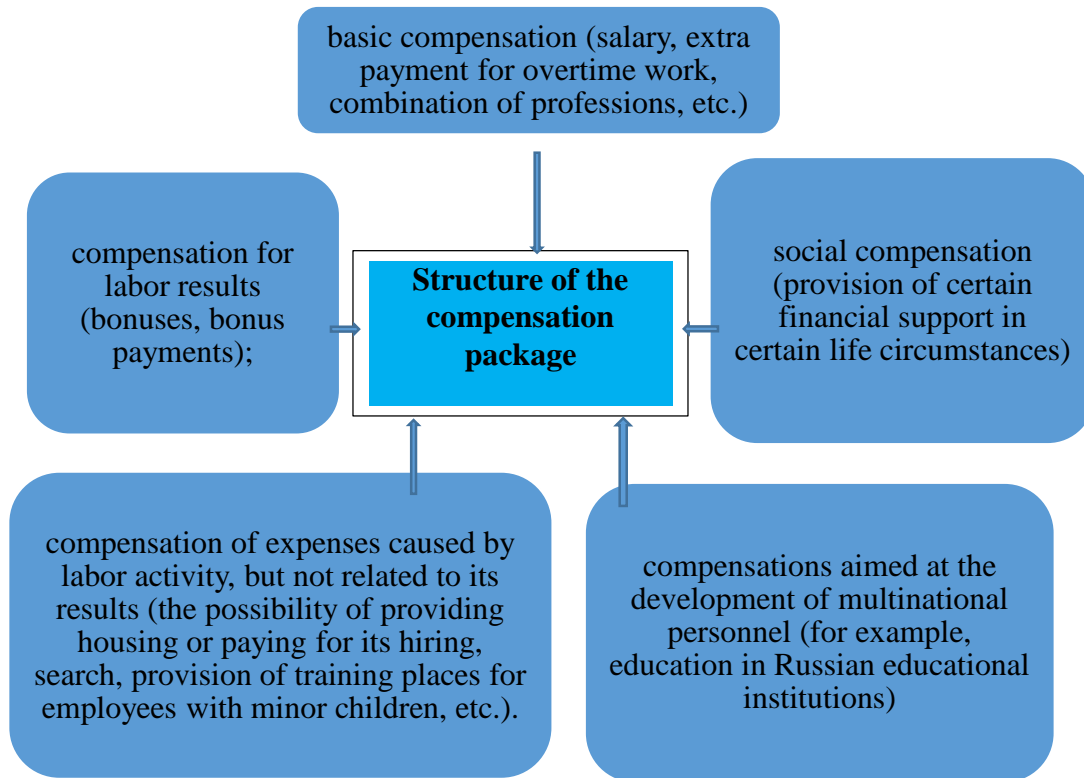 basic compensation (salary, extra
payment for overtime work,
combination of professions, etc.)
compensation for
labor results
(bonuses, bonus
payments);
Structure of the
compensation
package
social compensation
(provision of certain
financial support in
certain life circumstances)
compensation of expenses caused by
labor activity, but not related to its
results (the possibility of providing
housing or paying for its hiring,
search, provision of training places for
employees with minor children, etc.).
compensations aimed at the
development of multinational
personnel (for example,
education in Russian educational
institutions)